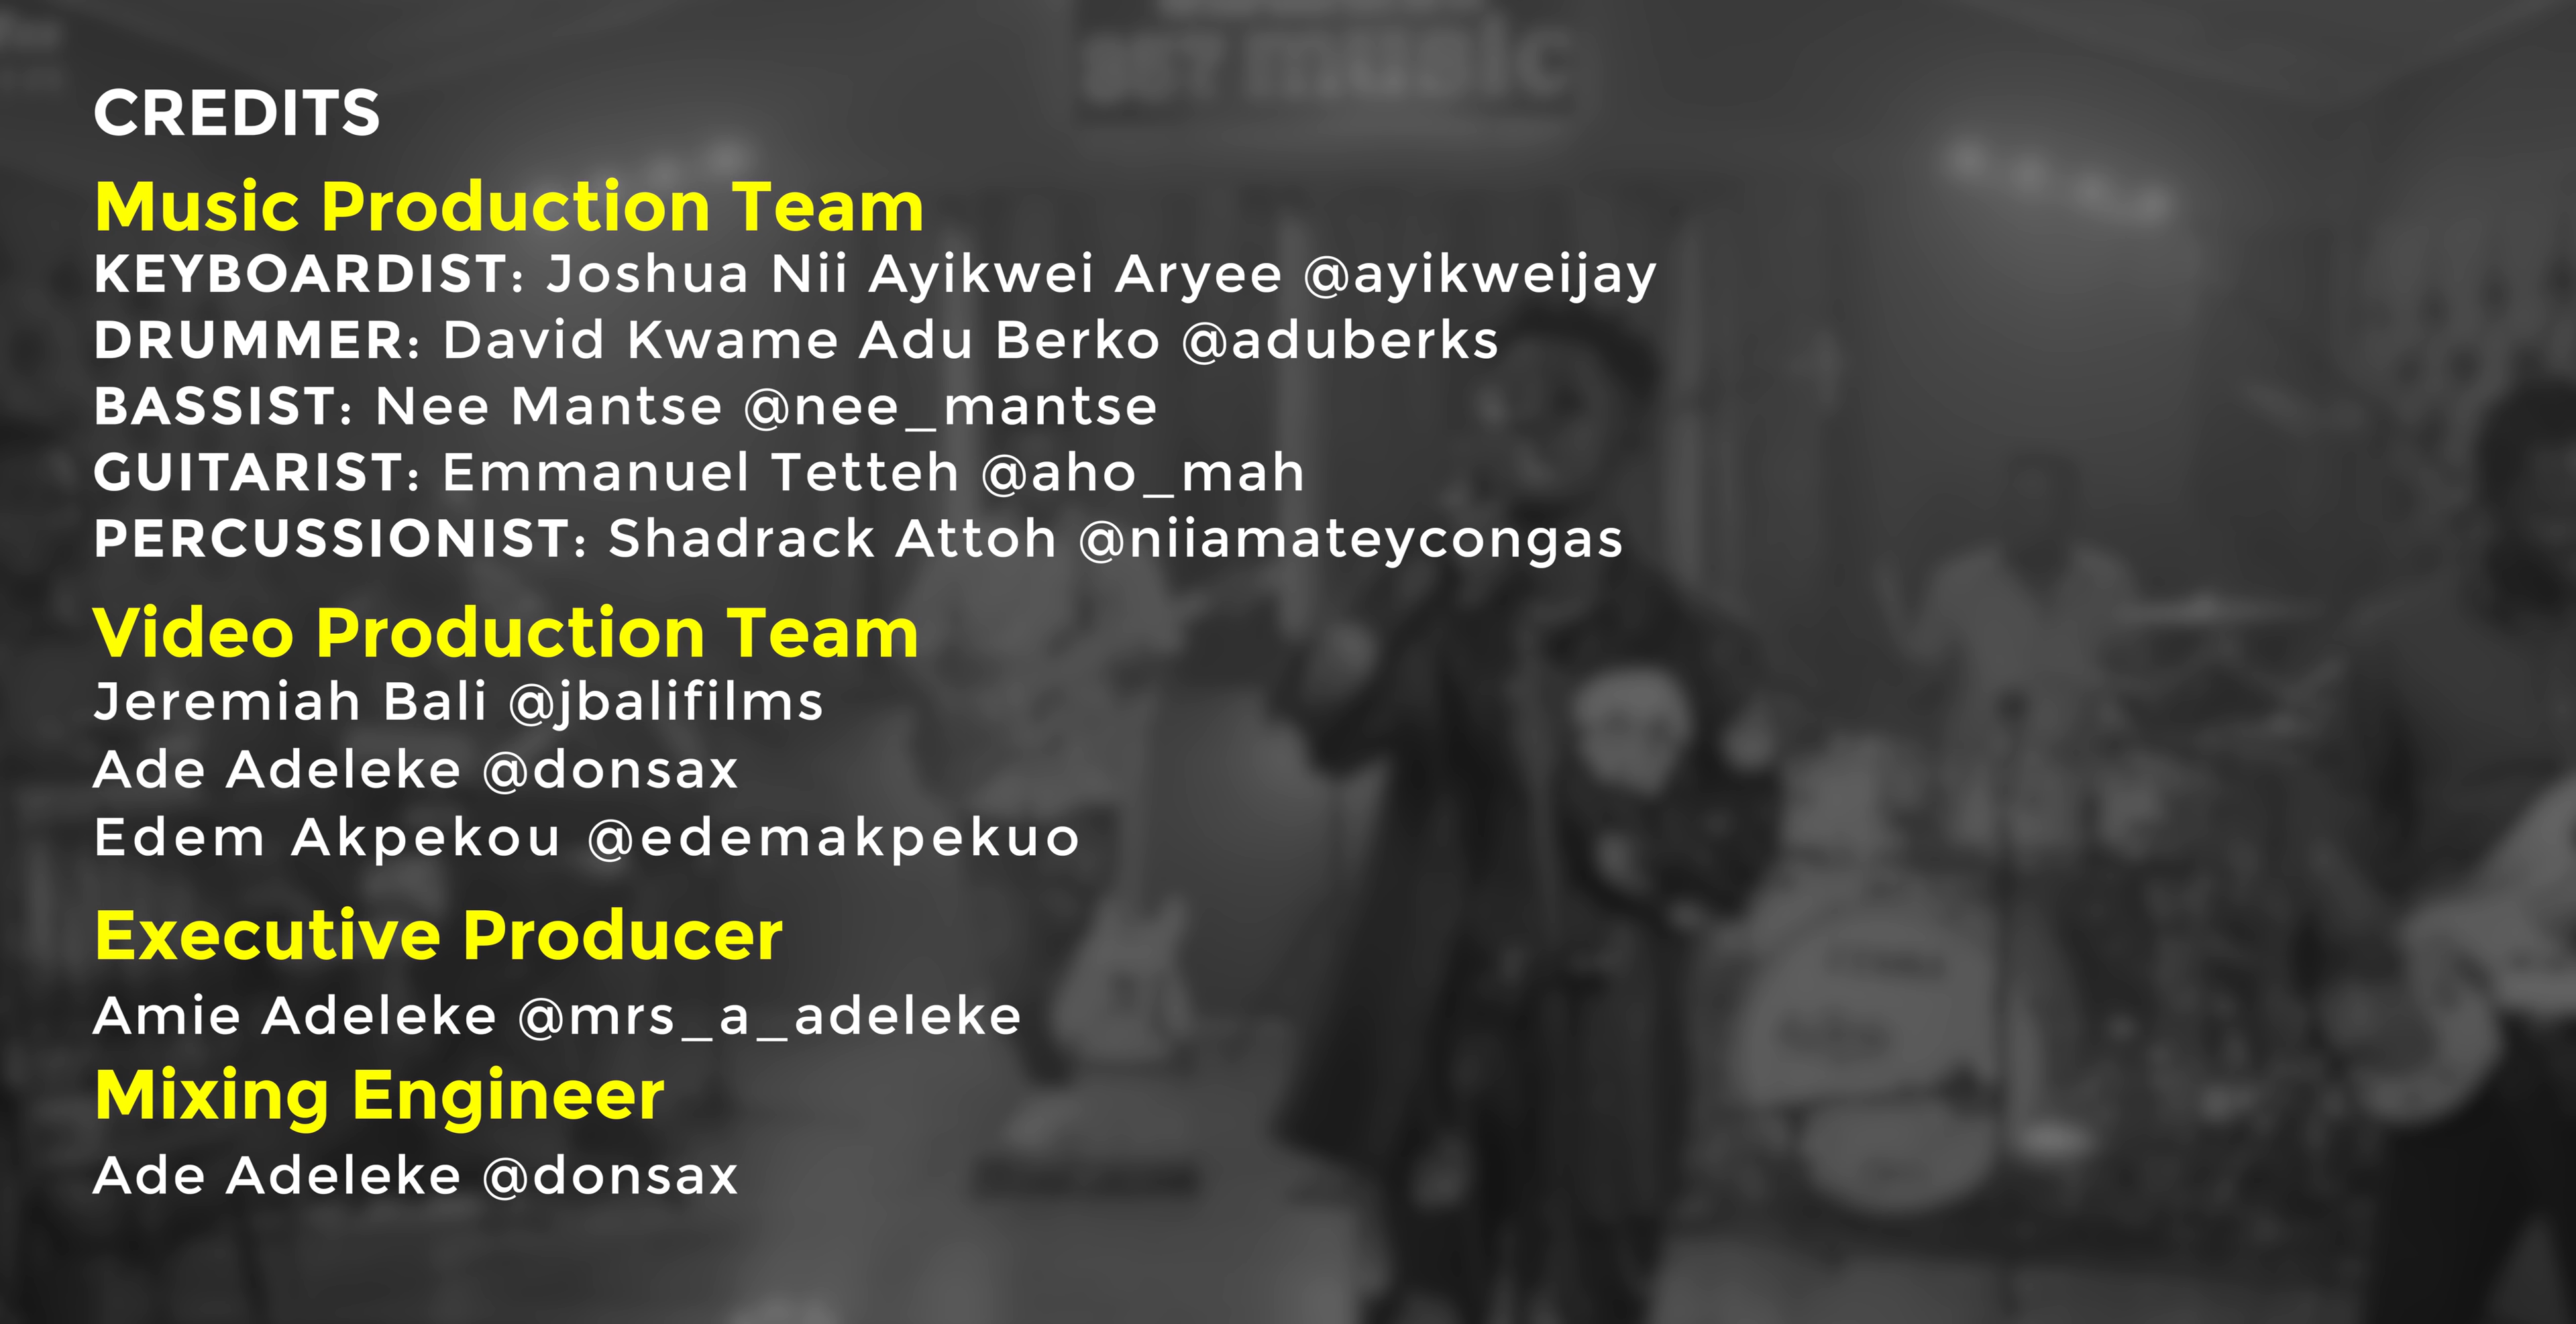 music
CREDITS
Music Production Team
KEYBOARDIST: Joshua Nii Ayikwei Aryee @ayikweijay
DRUMMER: David Kwame Adu Berko @aduberks
BASSIST: Nee Mantse @nee_mantse
GUITARIST: Emmanuel Tetteh @aho_mah
PERCUSSIONIST: Shadrack Attoh @niiamateycongas
Video Production Team
Jeremiah Bali @jbalifilms
Ade Adeleke @donsax
Edem Akpekou @edemakpekuo
Executive Producer
Amie Adeleke @mrs_a_adeleke
Mixing Engineer
Ade Adeleke @donsax